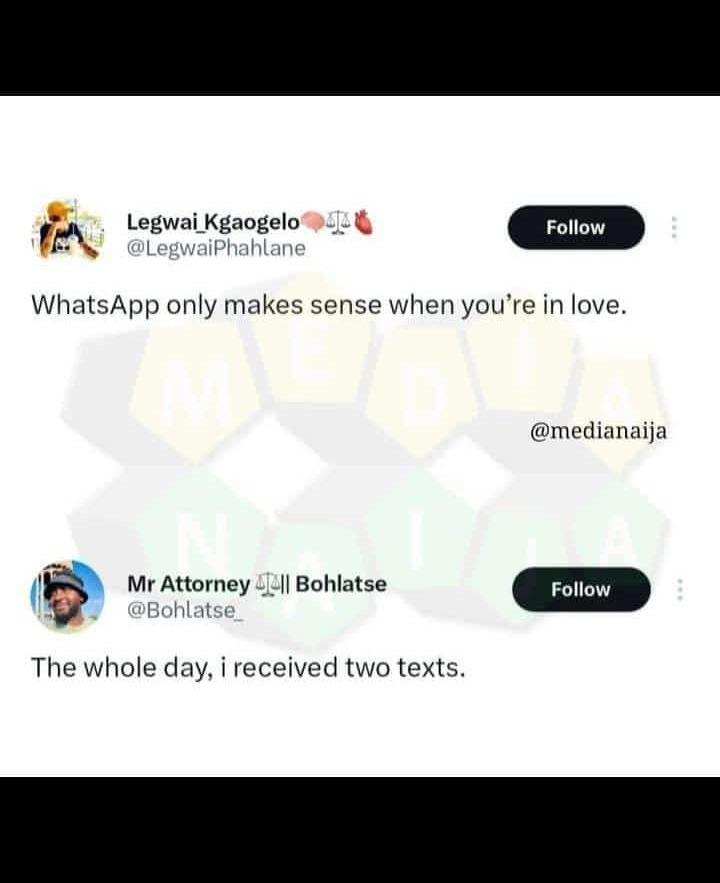 Legwai_Kgaogelo🧠⚖️🫀
Follow
@LegwaiPhahlane
WhatsApp only makes sense when you’re in love.
MEDIA
@medianaija
NAIJA
Mr Attorney ⚖️|| Bohlatse
Follow
@Bohlatse_
The whole day, i received two texts.